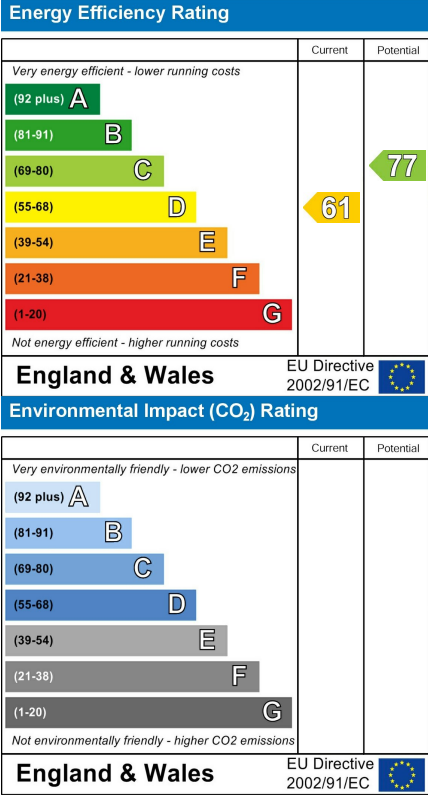 Energy Efficiency Rating
Current Potential
Very energy efficient - lower running costs
(92 plus) A
(81-91) B
(69-80) C 77
(55-68) D 61
(39-54) E
(21-38) F
(1-20) G
Not energy efficient - higher running costs
England & Wales EU Directive
2002/91/EC
Environmental Impact (CO₂) Rating
Current Potential
Very environmentally friendly - lower CO2 emissions
(92 plus) A
(81-91) B
(69-80) C
(55-68) D
(39-54) E
(21-38) F
(1-20) G
Not environmentally friendly - higher CO2 emissions
England & Wales EU Directive
2002/91/EC